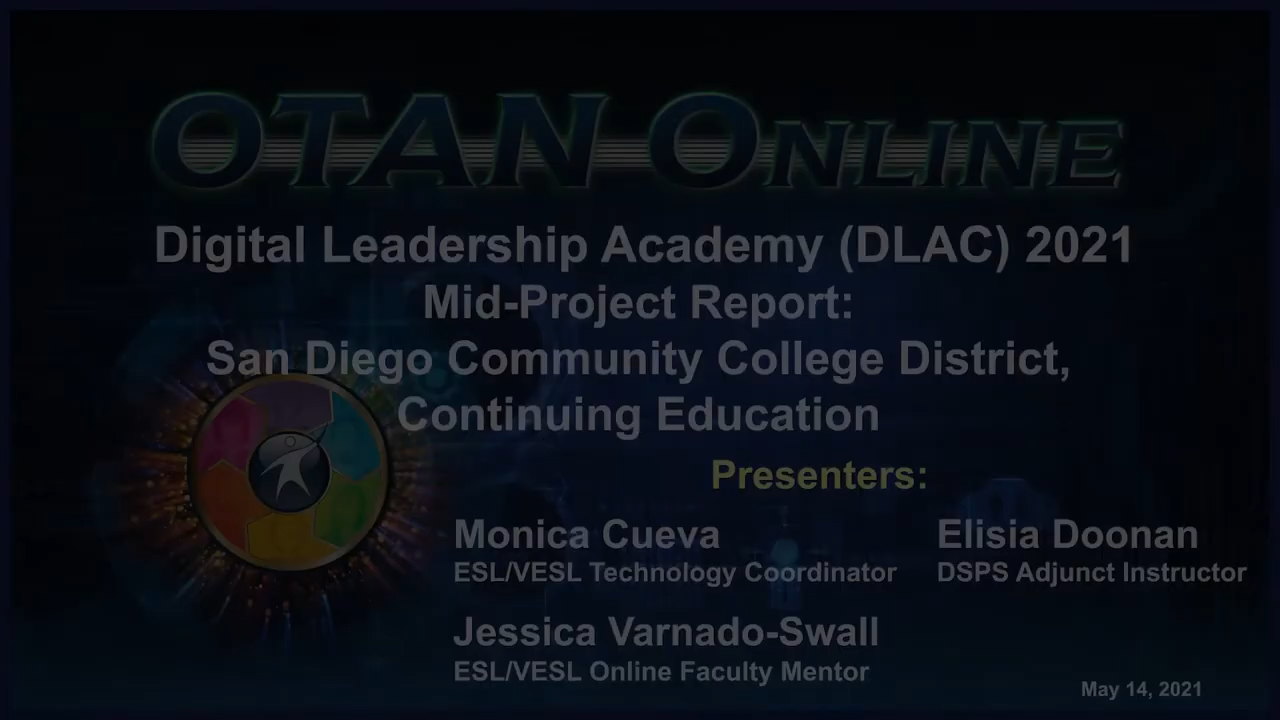 OTAN ONLINE
Digital Leadership Academy (DLAC) 2021
Mid-Project Report:
San Diego Community College District,
Continuing Education
Presenters:
Monica Cueva
ESL/VESL Technology Coordinator
Elisia Doonan
DSPS Adjunct Instructor
Jessica Varnado-Swall
ESL/VESL Online Faculty Mentor
May 14, 2021